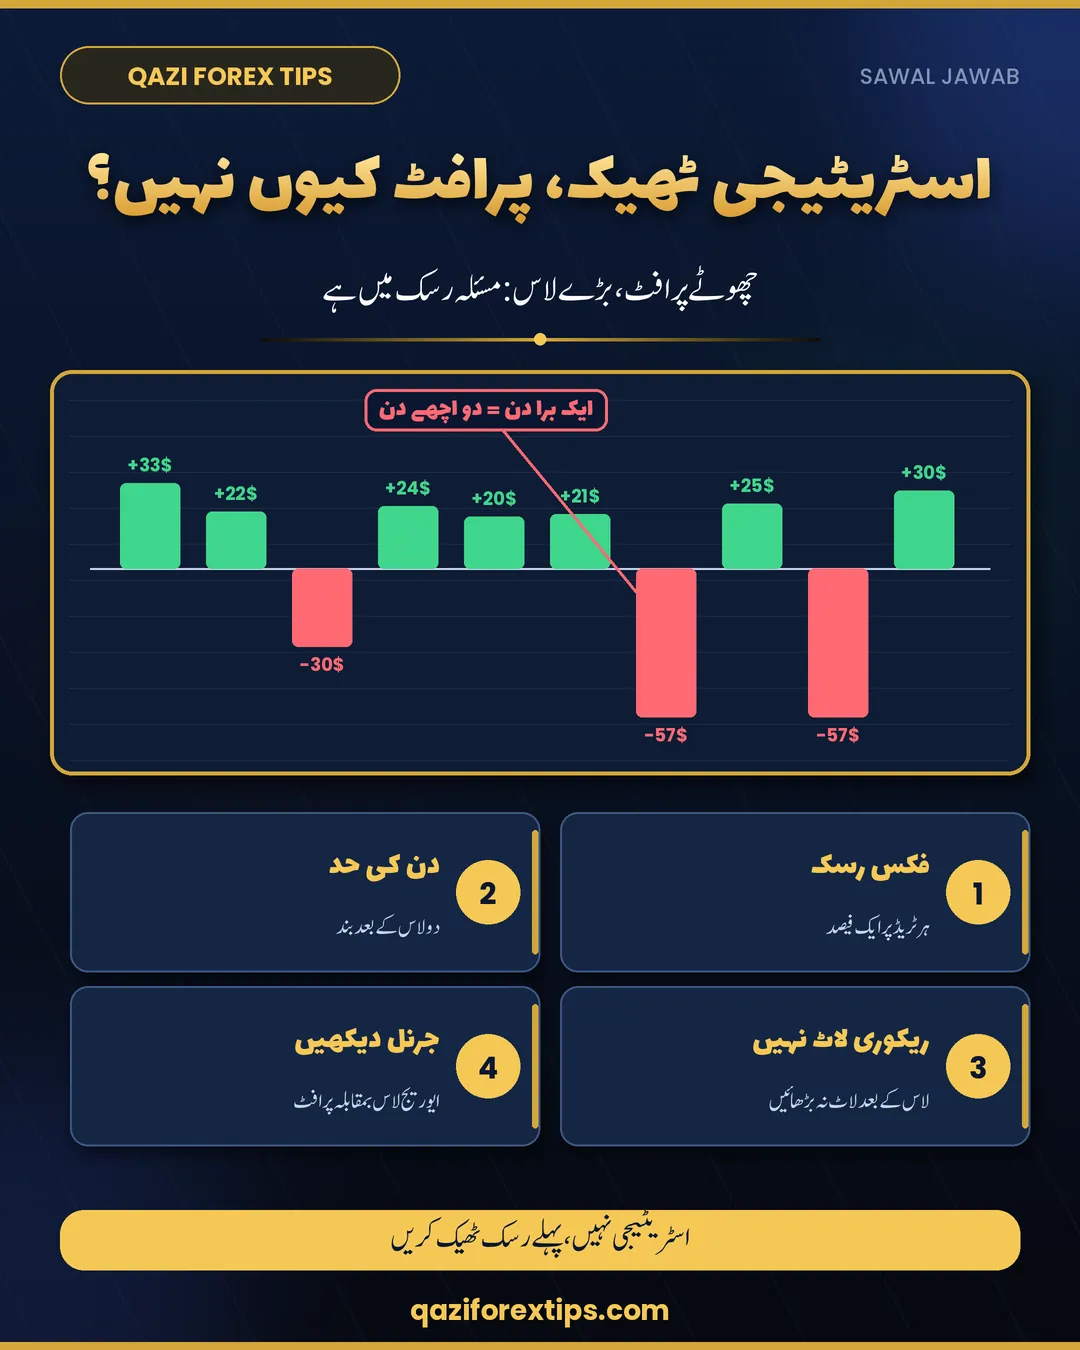 QAZI FOREX TIPS
SAWAL JAWAB
اسٹریٹیجی ٹھیک، پرافٹ کیوں نہیں؟
چھوٹے پرافٹ، بڑے لاس: مسئلہ رسک میں ہے
ایک برا دن = دو اچھے دن
+33$
+22$
-30$
+24$
+20$
+21$
-57$
+25$
-57$
+30$
1
فکس رسک
ہر ٹریڈ پر ایک فیصد
2
دن کی حد
دو لاس کے بعد بند
3
ریکوری لاٹ نہیں
لاس کے بعد لاٹ نہ بڑھائیں
4
جرنل دیکھیں
ایوریج لاس بمقابلہ پرافٹ
اسٹریٹیجی نہیں، پہلے رسک ٹھیک کریں
qaziforextips.com